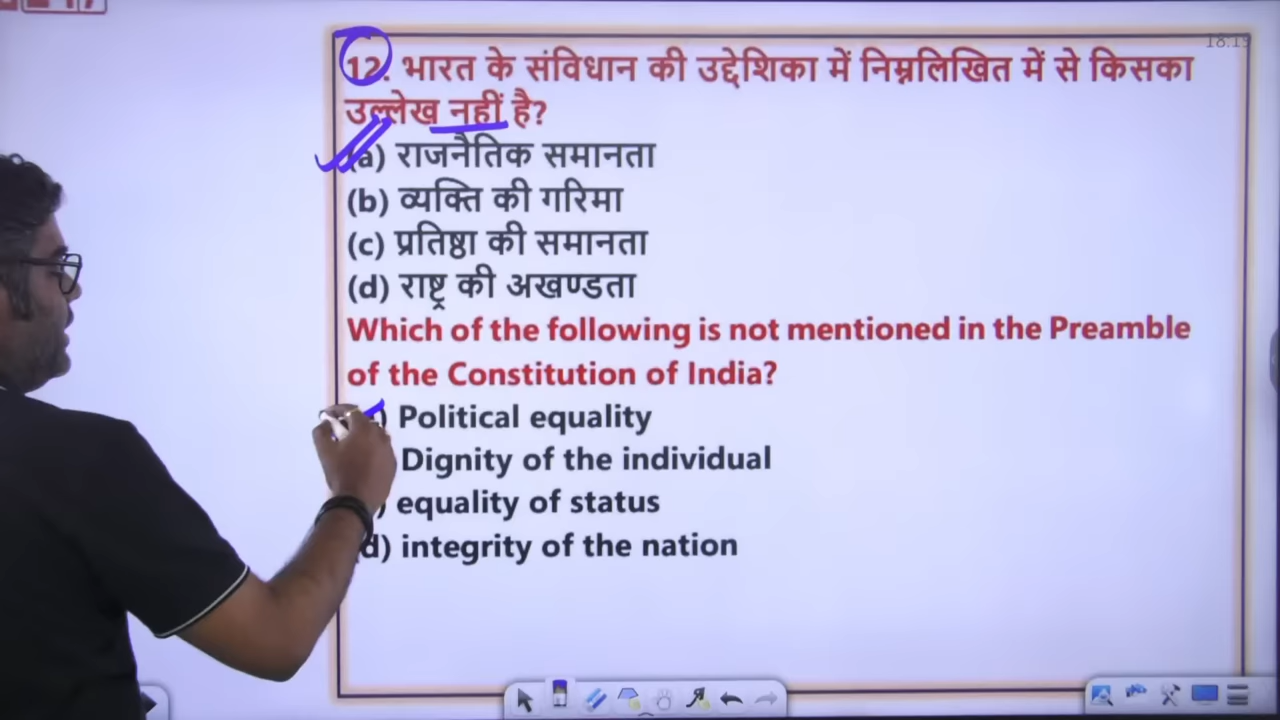 12. भारत के संविधान की उद्देशिका में निम्नलिखित में से किसका
उल्लेख नहीं है?
(a) राजनैतिक समानता
(b) व्यक्ति की गरिमा
(c) प्रतिष्ठा की समानता
(d) राष्ट्र की अखण्डता
Which of the following is not mentioned in the Preamble
of the Constitution of India?
) Political equality
Dignity of the individual
) equality of status
d) integrity of the nation